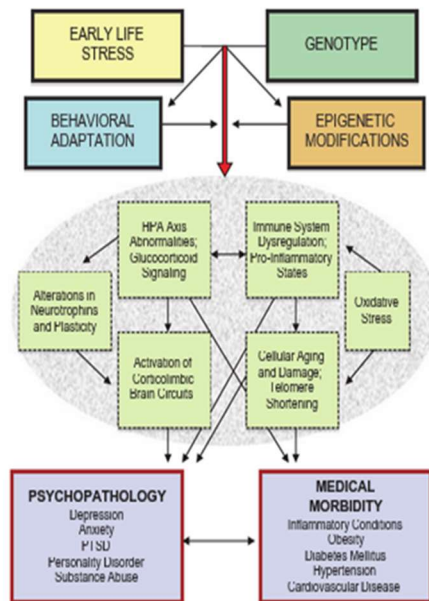 EARLY LIFE
STRESS
GENOTYPE
BEHAVIORAL
ADAPTATION
EPIGENETIC
MODIFICATIONS
HPA Axis
Abnormalities;
Glucocorticoid
Signaling
Immune System
Dysregulation;
Pro-Inflammatory
States
Alterations in
Neurotrophins
and Plasticity
Oxidative
Stress
Activation of
Corticolimbic
Brain Circuits
Cellular Aging
and Damage;
Telomere
Shortening
PSYCHOPATHOLOGY
Depression
Anxiety
PTSD
Personality Disorder
Substance Abuse
MEDICAL
MORBIDITY
Inflammatory Conditions
Obesity
Diabetes Mellitus
Hypertension
Cardiovascular Disease